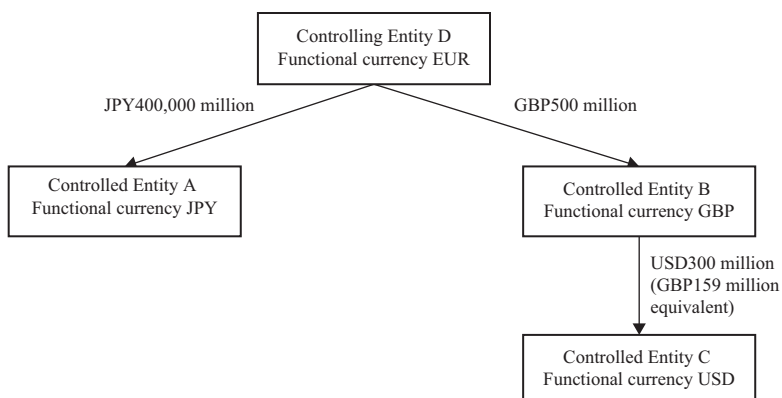 Controlling Entity D
Functional currency EUR
JPY400,000 million
GBP500 million
Controlled Entity A
Functional currency JPY
Controlled Entity B
Functional currency GBP
USD300 million
(GBP159 million
equivalent)
Controlled Entity C
Functional currency USD